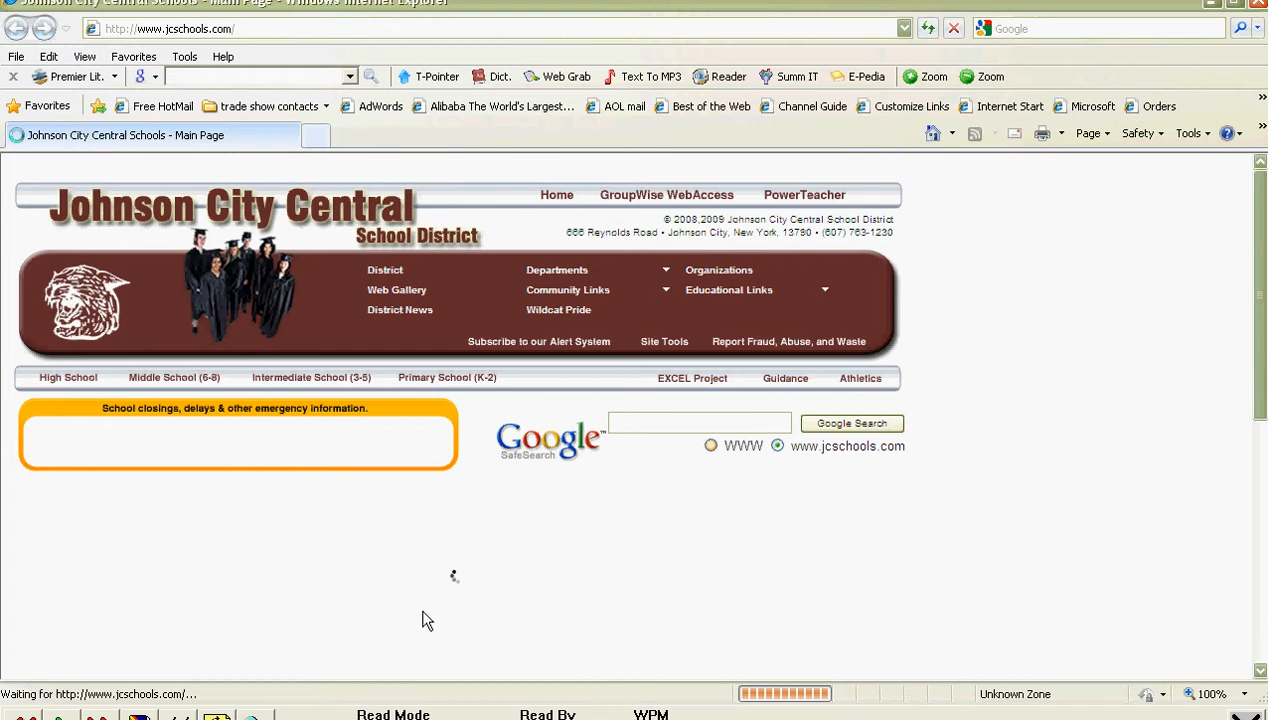 Johnson City Central Schools - Main Page - Windows Internet Explorer
http://www.jcschools.com/
Google
File Edit View Favorites Tools Help
Premier Lit. T-Pointer Dict. Web Grab Text To MP3 Reader Summ IT E-Pedia Zoom Zoom
Favorites Free HotMail trade show contacts AdWords Alibaba The World's Largest... AOL mail Best of the Web Channel Guide Customize Links Internet Start Microsoft Orders
Johnson City Central Schools - Main Page Page Safety Tools
Home GroupWise WebAccess PowerTeacher
Johnson City Central
School District
© 2008,2009 Johnson City Central School District
666 Reynolds Road • Johnson City, New York, 13790 • (607) 763-1230
District Departments Organizations
Web Gallery Community Links Educational Links
District News Wildcat Pride
Subscribe to our Alert System Site Tools Report Fraud, Abuse, and Waste
High School Middle School (6-8) Intermediate School (3-5) Primary School (K-2) EXCEL Project Guidance Athletics
School closings, delays & other emergency information.
Google™ Google Search
SafeSearch WWW www.jcschools.com
Waiting for http://www.jcschools.com/... Unknown Zone 100%
Read Mode Read By WPM